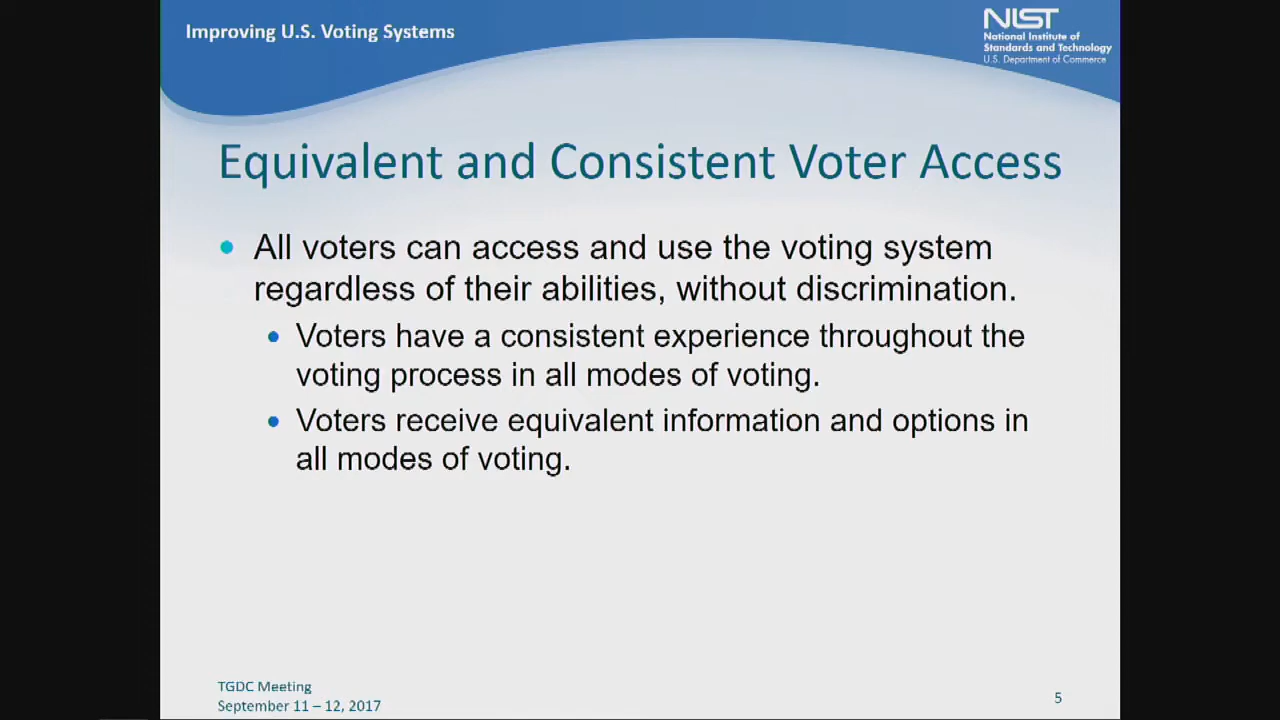 Improving U.S. Voting Systems
NIST
National Institute of
Standards and Technology
U.S. Department of Commerce
Equivalent and Consistent Voter Access
All voters can access and use the voting system
regardless of their abilities, without discrimination.
Voters have a consistent experience throughout the
voting process in all modes of voting.
Voters receive equivalent information and options in
all modes of voting.
TGDC Meeting
September 11 – 12, 2017
5